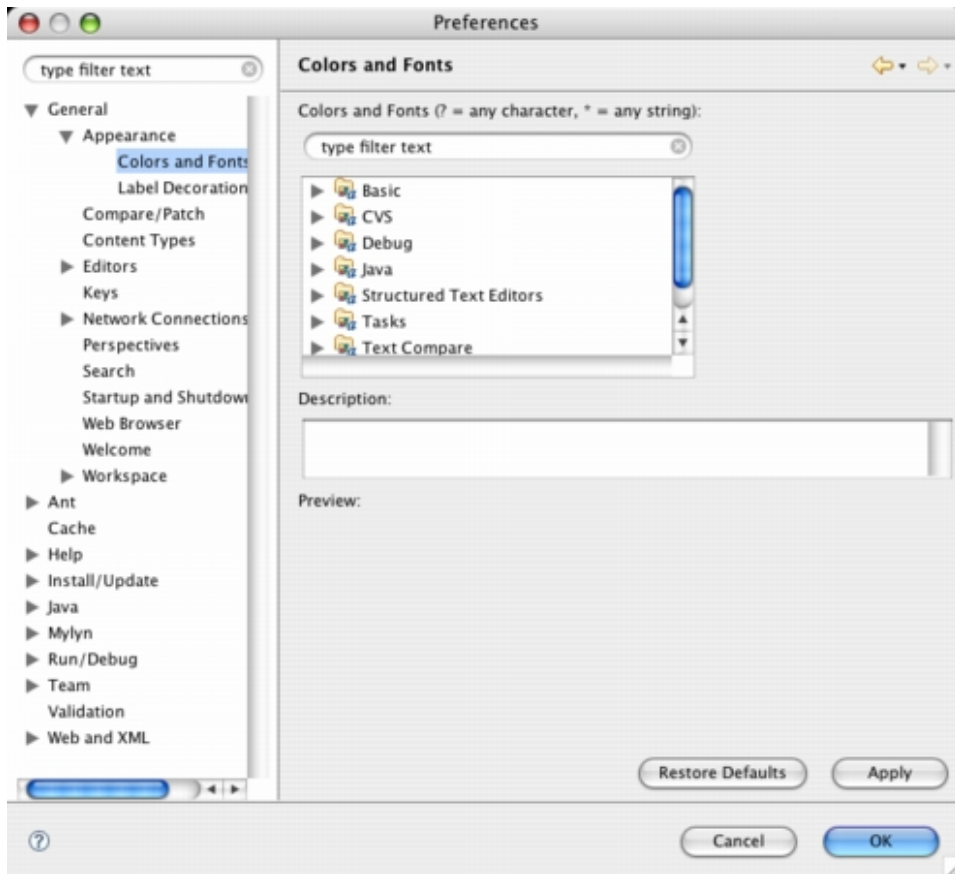 Preferences
type filter text
General
Appearance
Colors and Fonts
Label Decoration
Compare/Patch
Content Types
Editors
Keys
Network Connections
Perspectives
Search
Startup and Shutdow
Web Browser
Welcome
Workspace
Ant
Cache
Help
Install/Update
Java
Mylyn
Run/Debug
Team
Validation
Web and XML
Colors and Fonts
Colors and Fonts (? = any character, * = any string):
type filter text
Basic
CVS
Debug
Java
Structured Text Editors
Tasks
Text Compare
Description:
Preview:
Restore Defaults
Apply
?
Cancel
OK